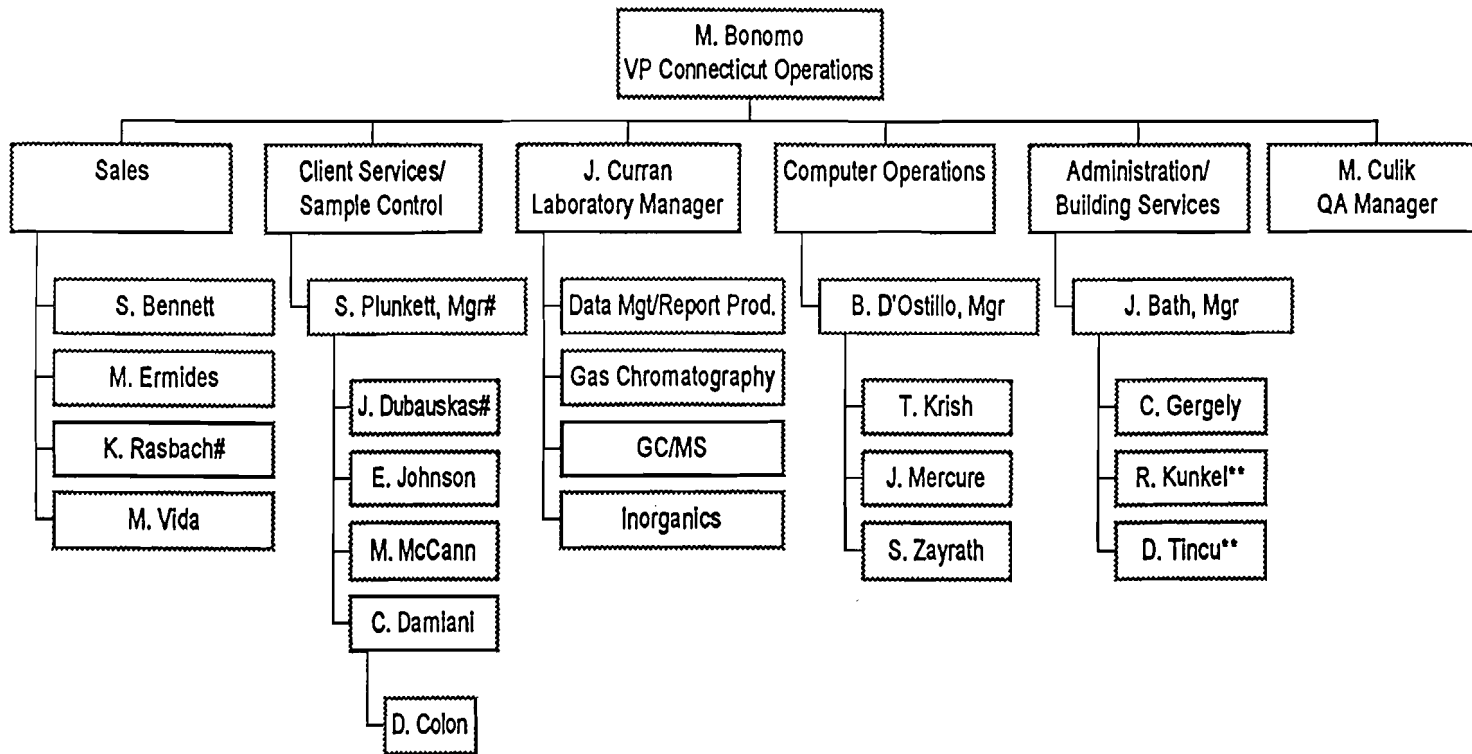 M. Bonomo
VP Connecticut Operations
Sales
Client Services/
Sample Control
J. Curran
Laboratory Manager
Computer Operations
Administration/
Building Services
M. Culik
QA Manager
S. Bennett
M. Ermides
K. Rasbach#
M. Vida
S. Plunkett, Mgr#
J. Dubauskas#
E. Johnson
M. McCann
C. Damiani
D. Colon
Data Mgt/Report Prod.
Gas Chromatography
GC/MS
Inorganics
B. D'Ostillo, Mgr
T. Krish
J. Mercure
S. Zayrath
J. Bath, Mgr
C. Gergely
R. Kunkel**
D. Tincu**